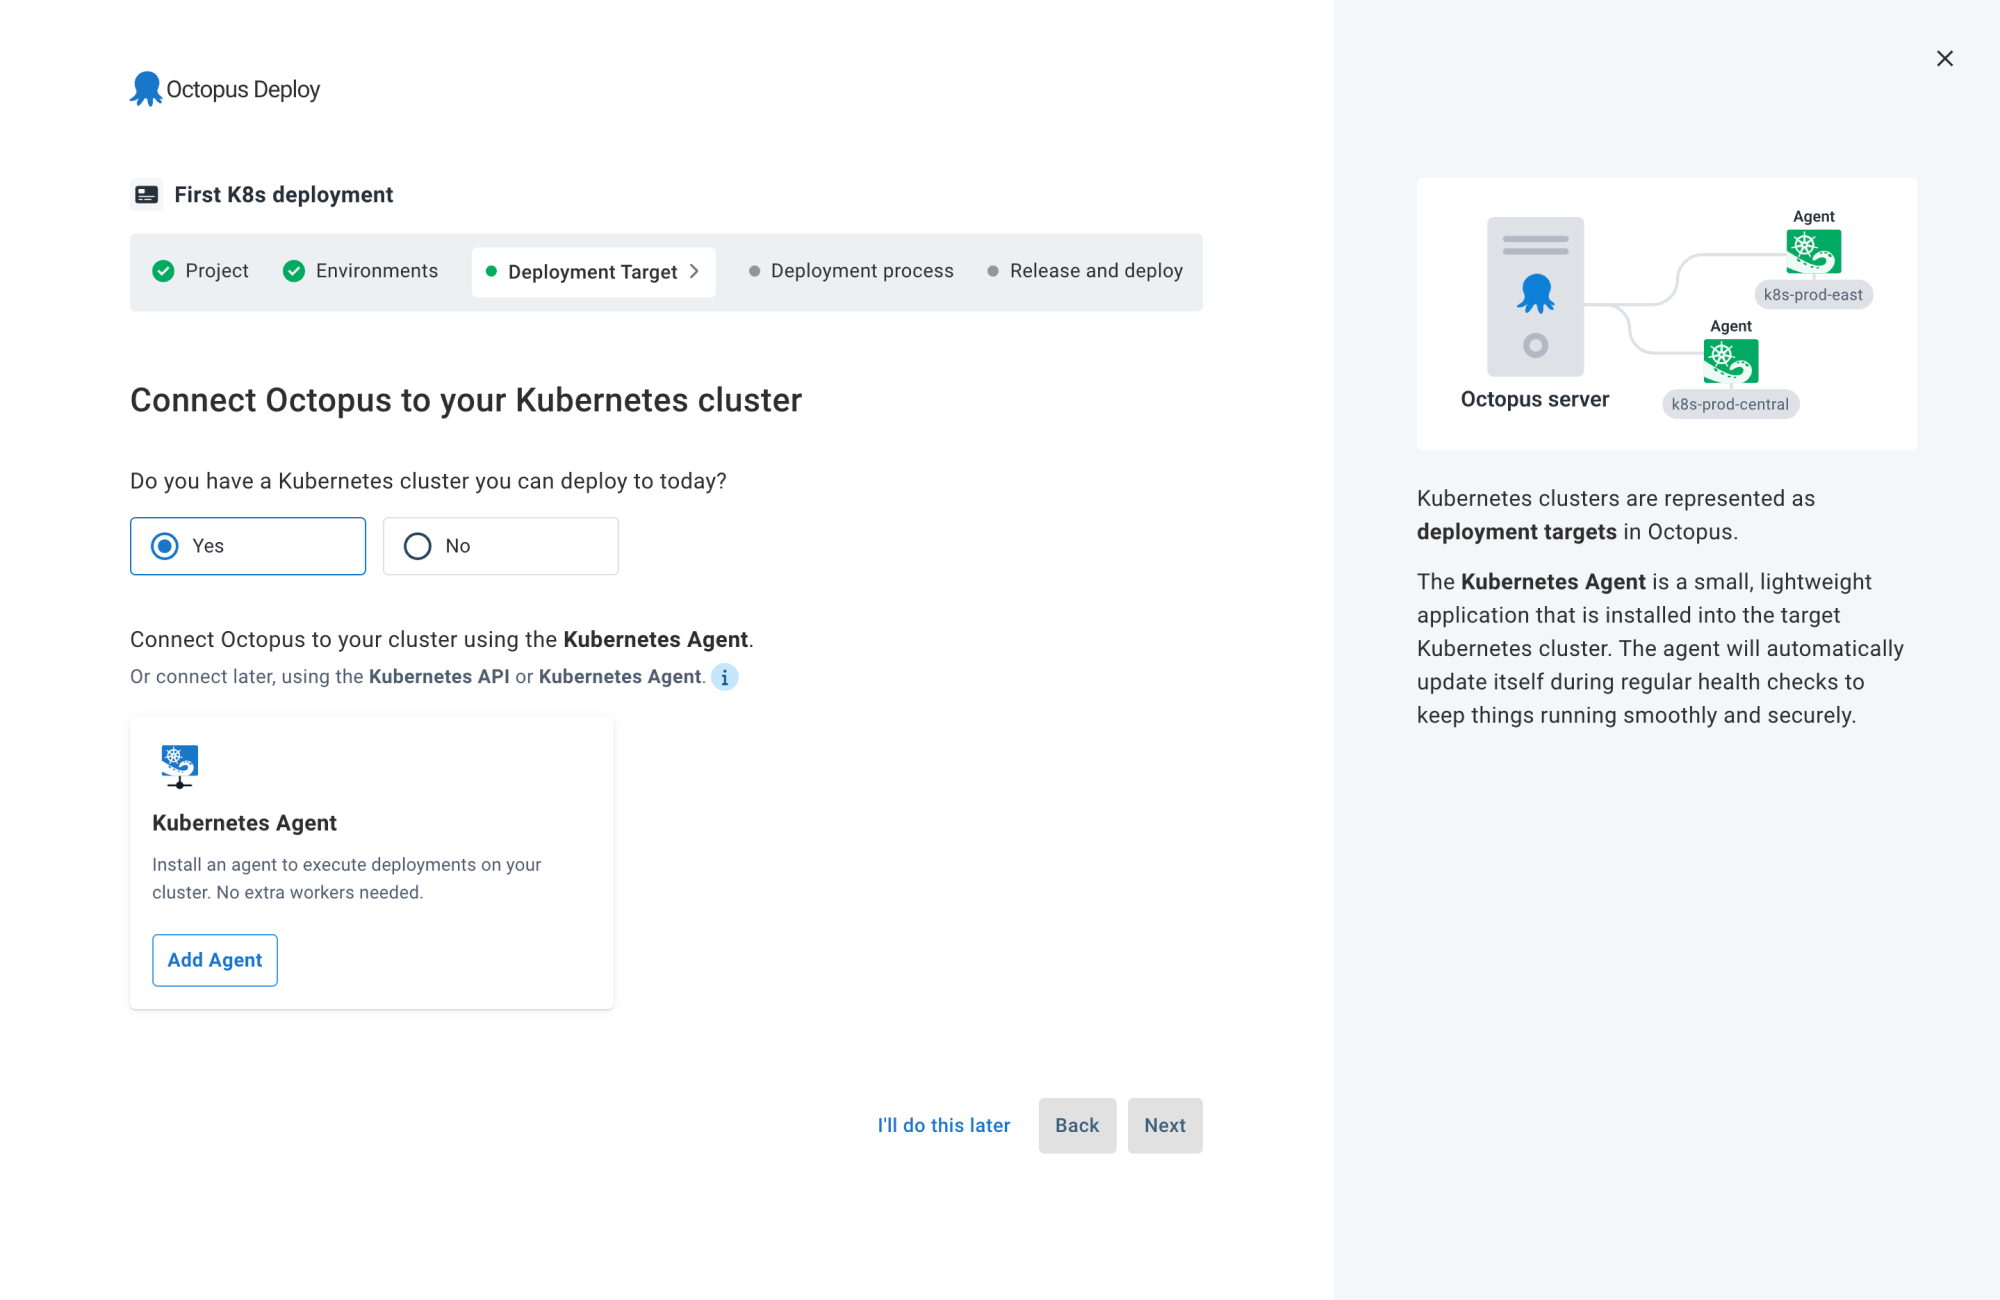 Octopus Deploy
First K8s deployment
Project
Environments
Deployment Target
Deployment process
Release and deploy
Connect Octopus to your Kubernetes cluster
Do you have a Kubernetes cluster you can deploy to today?
Yes
No
Connect Octopus to your cluster using the Kubernetes Agent.
Or connect later, using the Kubernetes API or Kubernetes Agent.
Kubernetes Agent
Install an agent to execute deployments on your
cluster. No extra workers needed.
Add Agent
I'll do this later
Back
Next
Agent
k8s-prod-east
Agent
k8s-prod-central
Octopus server
Kubernetes clusters are represented as
deployment targets in Octopus.
The Kubernetes Agent is a small, lightweight
application that is installed into the target
Kubernetes cluster. The agent will automatically
update itself during regular health checks to
keep things running smoothly and securely.